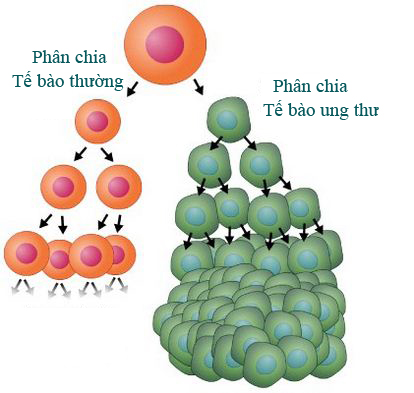 Phân chia
Tế bào thường
Phân chia
Tế bào ung thư